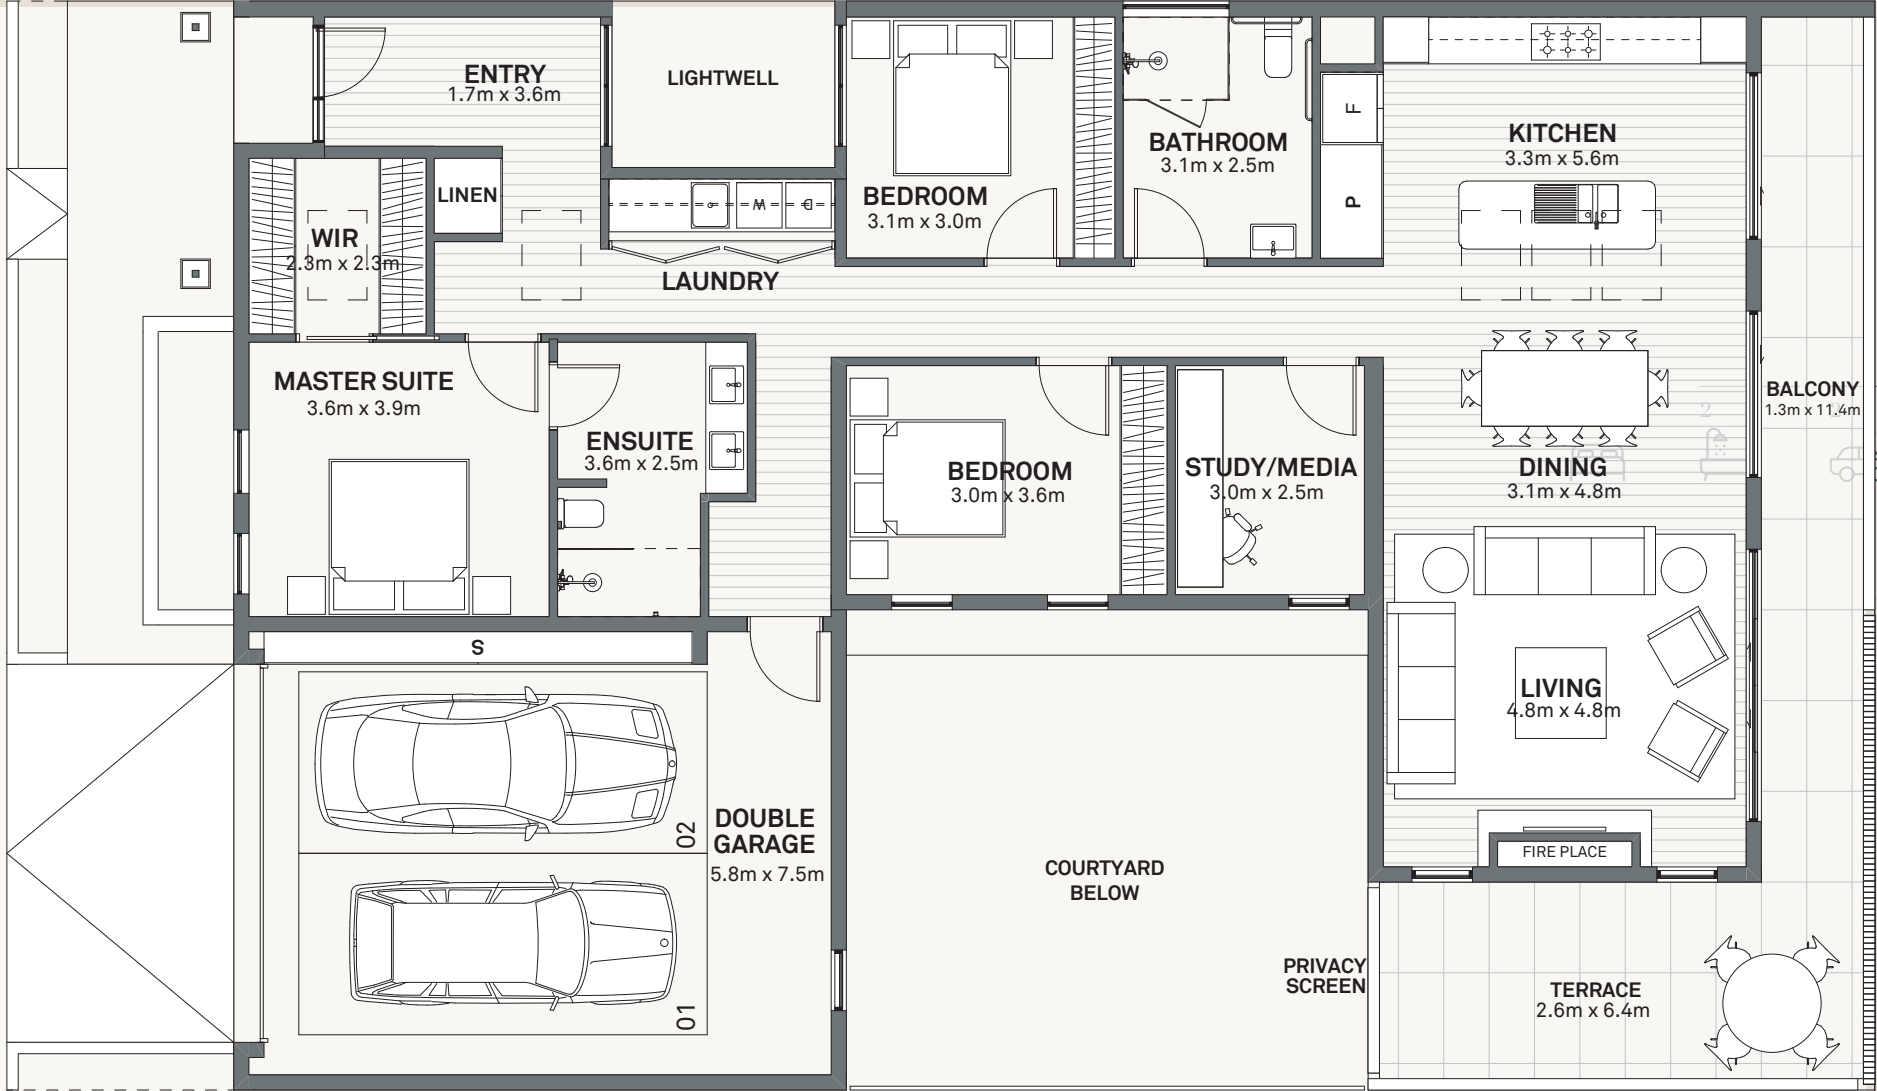 ENTRY
1.7m x 3.6m
LIGHTWELL
BEDROOM
3.1m x 3.0m
BATHROOM
3.1m x 2.5m
F
P
KITCHEN
3.3m x 5.6m
WIR
2.3m x 2.3m
LINEN
W
D
LAUNDRY
MASTER SUITE
3.6m x 3.9m
ENSUITE
3.6m x 2.5m
BEDROOM
3.0m x 3.6m
STUDY/MEDIA
3.0m x 2.5m
DINING
3.1m x 4.8m
2
BALCONY
1.3m x 11.4m
S
LIVING
4.8m x 4.8m
02
DOUBLE
GARAGE
5.8m x 7.5m
01
COURTYARD
BELOW
FIRE PLACE
PRIVACY
SCREEN
TERRACE
2.6m x 6.4m